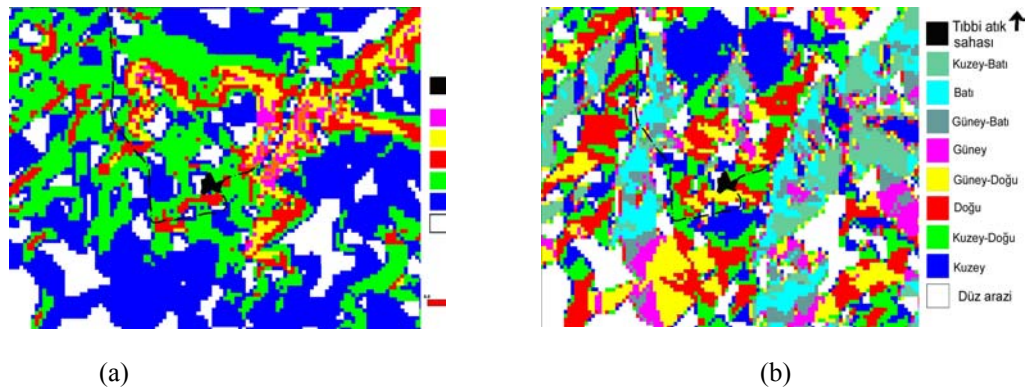 Tıbbi atık
sahası
Kuzey-Batı
Batı
Güney-Batı
Güney
Güney-Doğu
Doğu
Kuzey-Doğu
Kuzey
Düz arazi
(a)
(b)